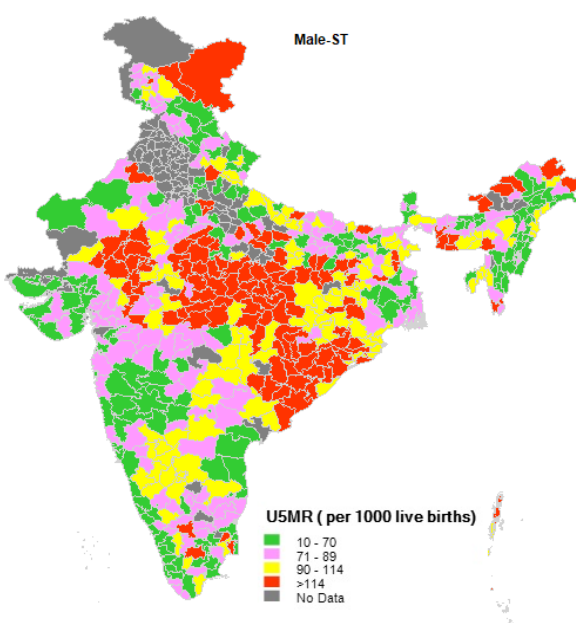 Male-ST
U5MR ( per 1000 live births)
10 - 70
71 - 89
90 - 114
>114
No Data